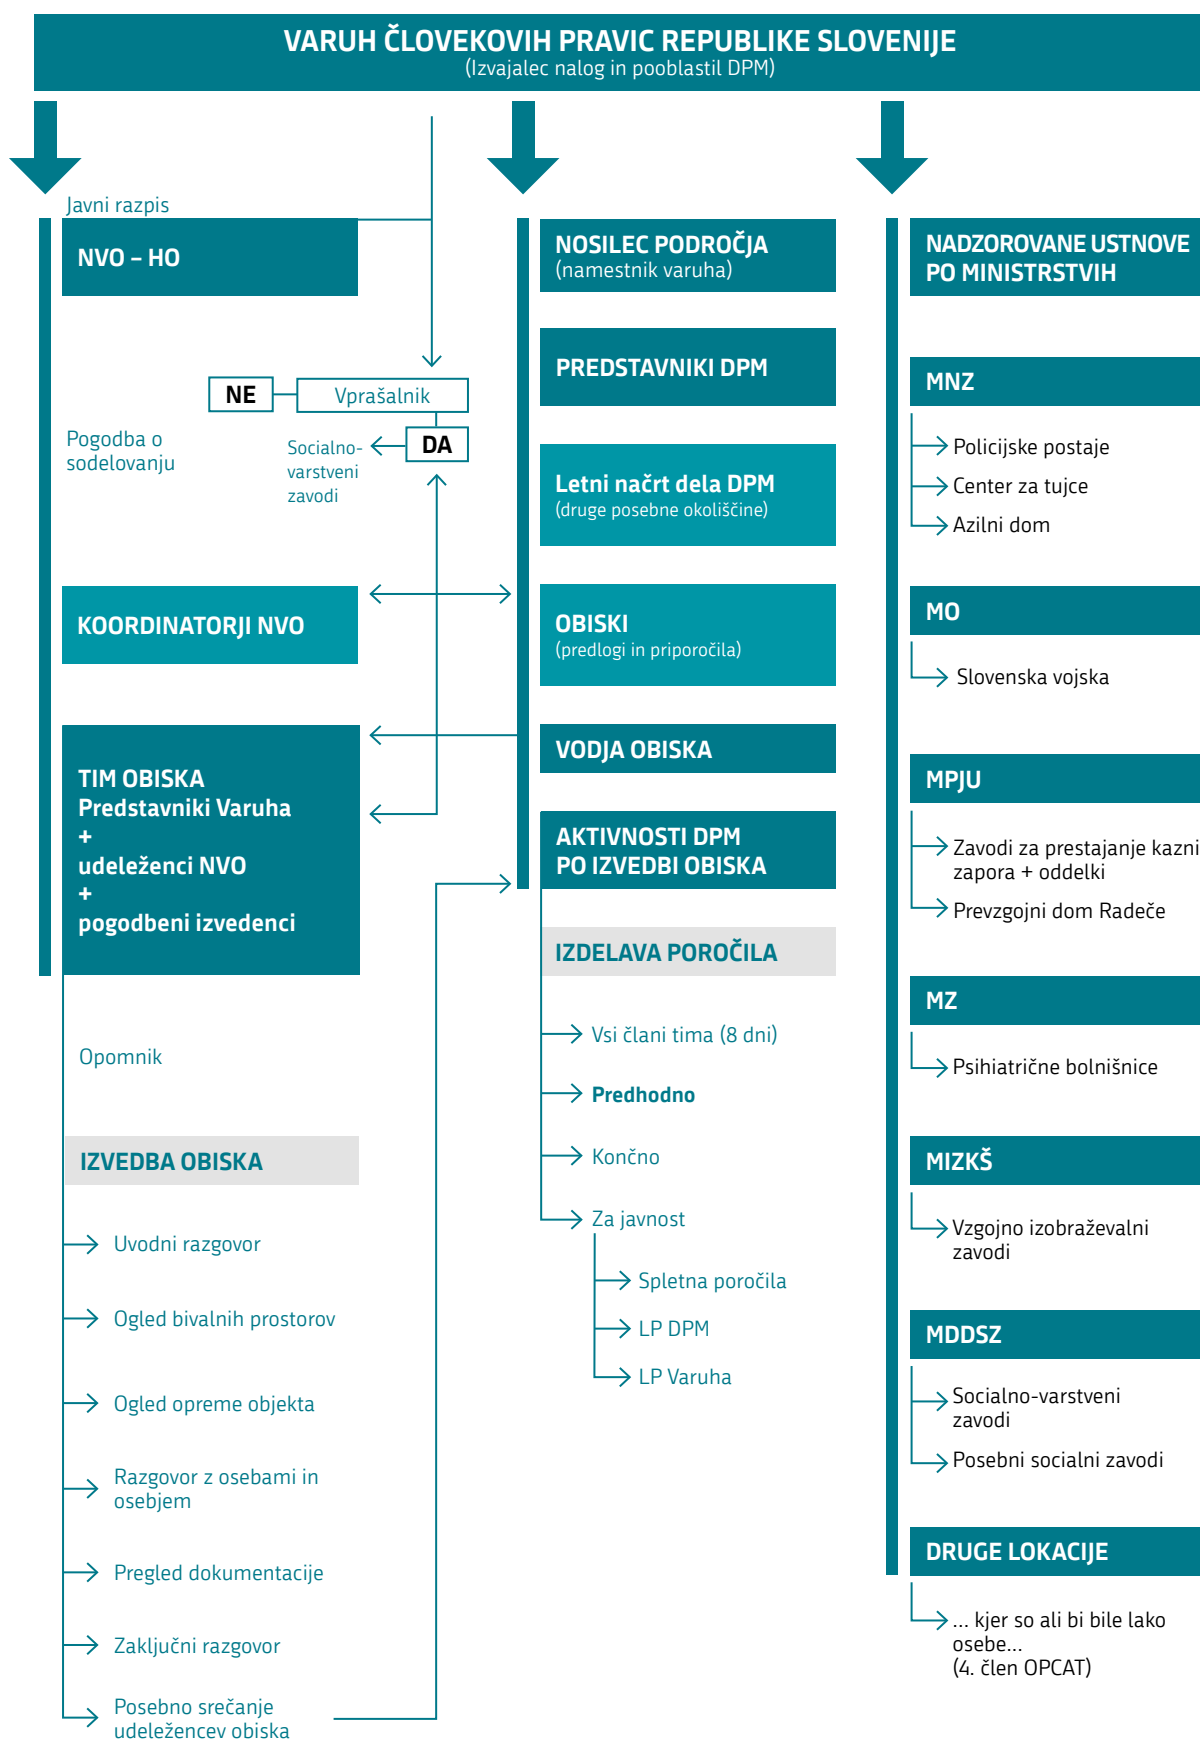 VARUH ČLOVEKOVIH PRAVIC REPUBLIKE SLOVENIJE
(Izvajalec nalog in pooblastil DPM)
Javni razpis
NVO – HO
NE
Vprašalnik
DA
Pogodba o
sodelovanju
Socialno-
varstveni
zavodi
KOORDINATORJI NVO
TIM OBISKA
Predstavniki Varuha
+
udeleženci NVO
+
pogodbeni izvedenci
Opomnik
IZVEDBA OBISKA
Uvodni razgovor
Ogled bivalnih prostorov
Ogled opreme objekta
Razgovor z osebami in
osebjem
Pregled dokumentacije
Zaključni razgovor
Posebno srečanje
udeležencev obiska
NOSILEC PODROČJA
(namestnik varuha)
PREDSTAVNIKI DPM
Letni načrt dela DPM
(druge posebne okoliščine)
OBISKI
(predlogi in priporočila)
VODJA OBISKA
AKTIVNOSTI DPM
PO IZVEDBI OBISKA
IZDELAVA POROČILA
Vsi člani tima (8 dni)
Predhodno
Končno
Za javnost
Spletna poročila
LP DPM
LP Varuha
NADZOROVANE USTNOVE
PO MINISTRSTVIH
MNZ
Policijske postaje
Center za tujce
Azilni dom
MO
Slovenska vojska
MPJU
Zavodi za prestajanje kazni
zapora + oddelki
Prevzgojni dom Radeče
MZ
Psihiatrične bolnišnice
MIZKŠ
Vzgojno izobraževalni
zavodi
MDDSZ
Socialno-varstveni
zavodi
Posebni socialni zavodi
DRUGE LOKACIJE
... kjer so ali bi bile lako
osebe...
(4. člen OPCAT)